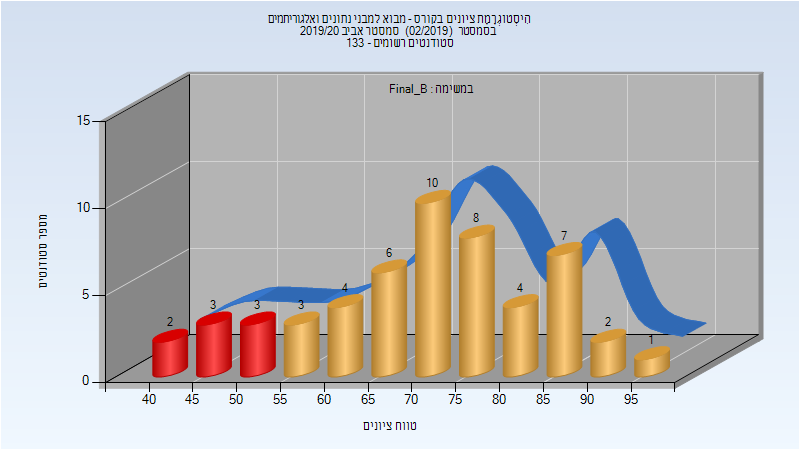 היסטוגרמת ציונים בקורס - מבוא למבני נתונים ואלגוריתמים
בסמסטר (02/2019) סמסטר אביב 2019/20
סטודנטים רשומים - 133
במשימה : Final_B
מספר סטודנטים
15
10
5
0
2
3
3
3
4
6
10
8
4
7
2
1
40 45 50 55 60 65 70 75 80 85 90 95
טווח ציונים